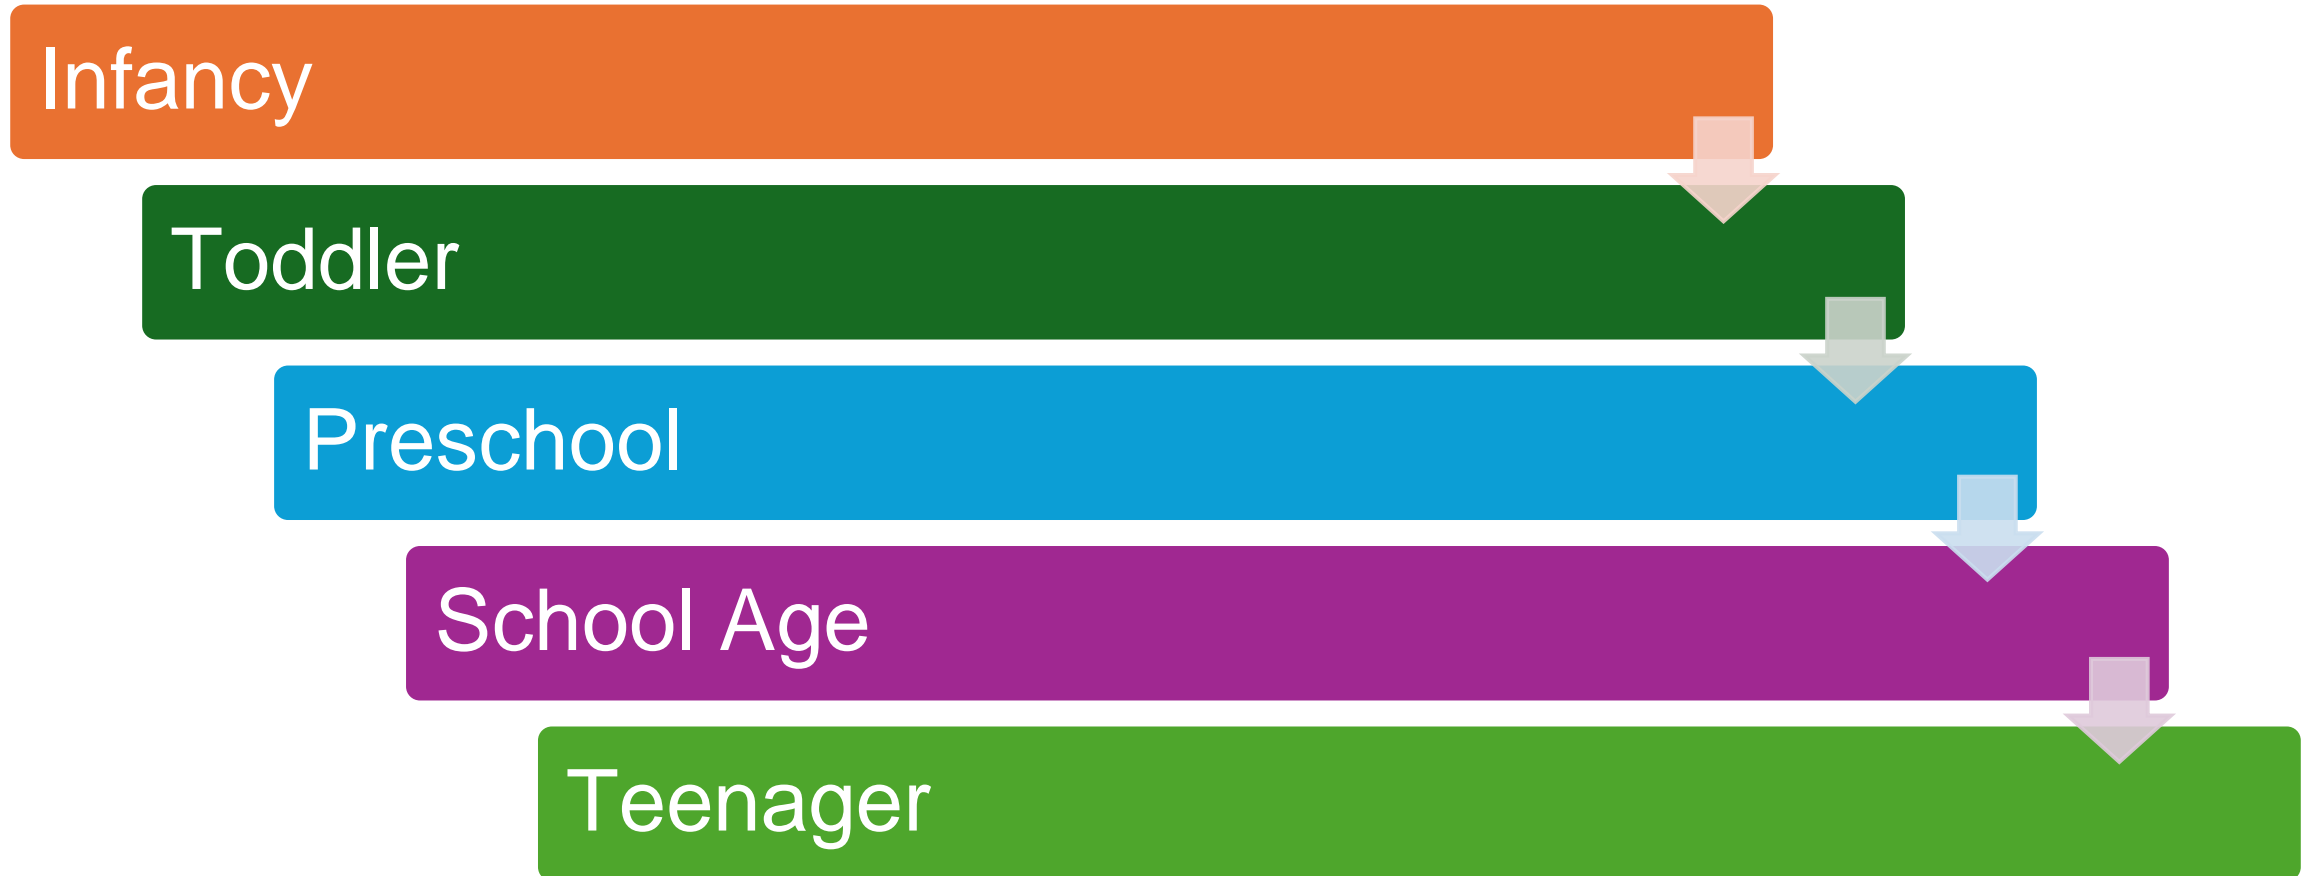 Infancy
Toddler
Preschool
School Age
Teenager